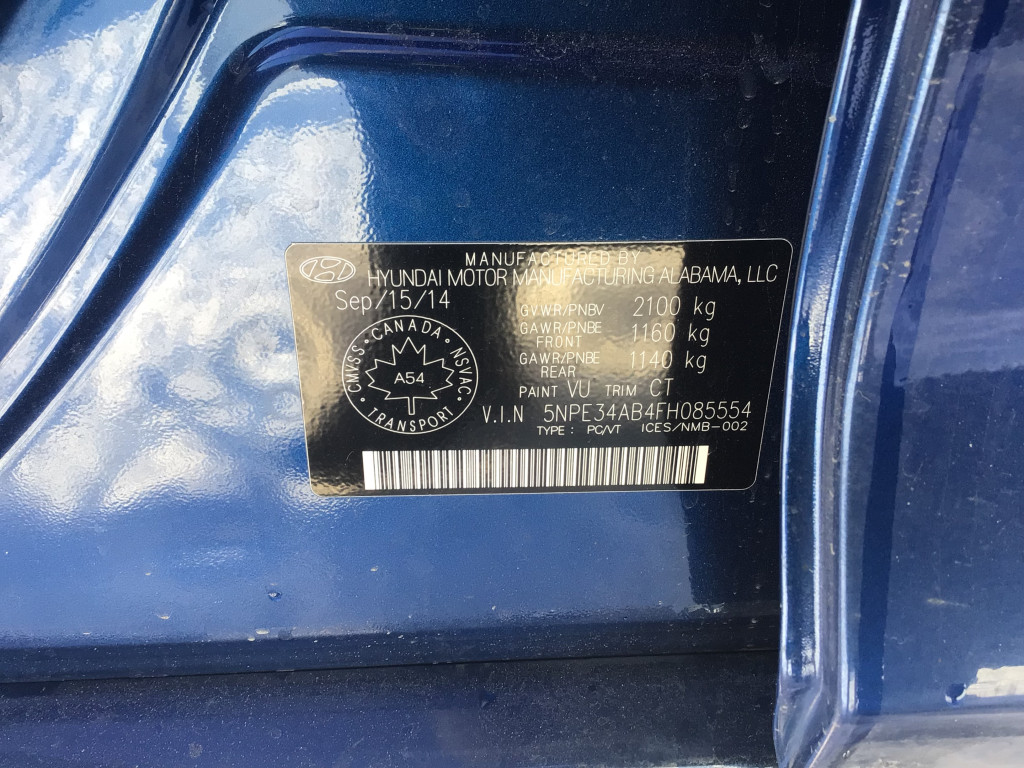 MANUFACTURED BY
HYUNDAI MOTOR MANUFACTURING ALABAMA, LLC
Sep/15/14
GVWR/PNBV 2100 kg
GAWR/PNBE FRONT 1160 kg
GAWR/PNBE REAR 1140 kg
PAINT VU TRIM CT
CMVSS · CANADA · NSVAC · TRANSPORT
A54
V.I.N 5NPE34AB4FH085554
TYPE : PC/VT ICES/NMB-002